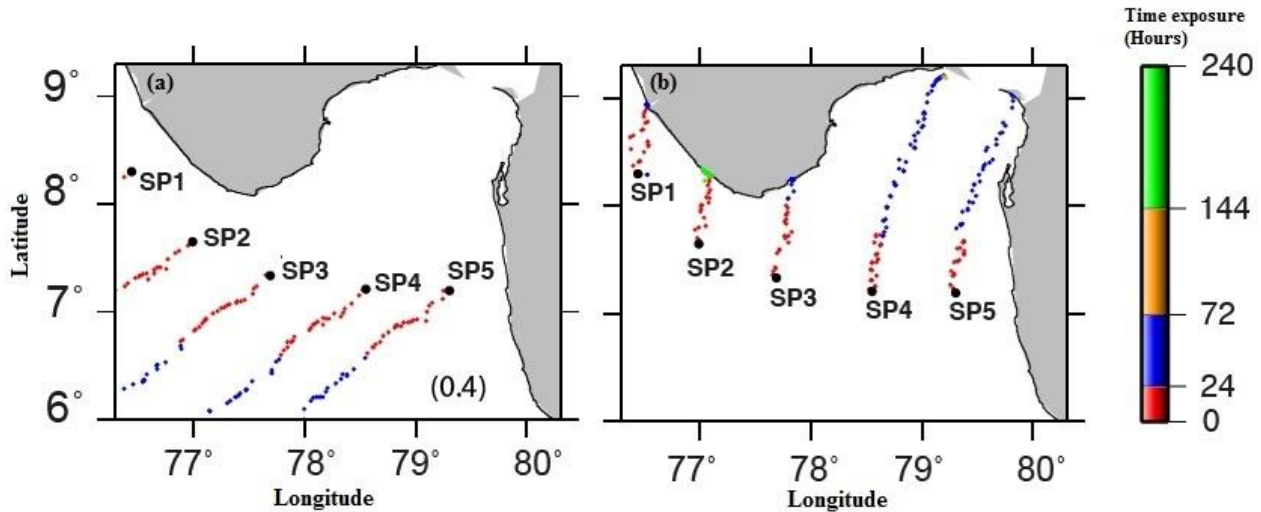 Time exposure
(Hours)
(a)
(b)
240
144
72
24
0
9°
8°
7°
6°
Latitude
SP1
SP2
SP3
SP4
SP5
(0.4)
SP1
SP2
SP3
SP4
SP5
77°
78°
79°
80°
77°
78°
79°
80°
Longitude
Longitude